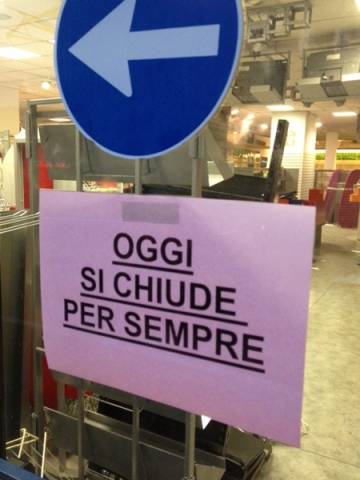 OGGI
SI CHIUDE
PER SEMPRE